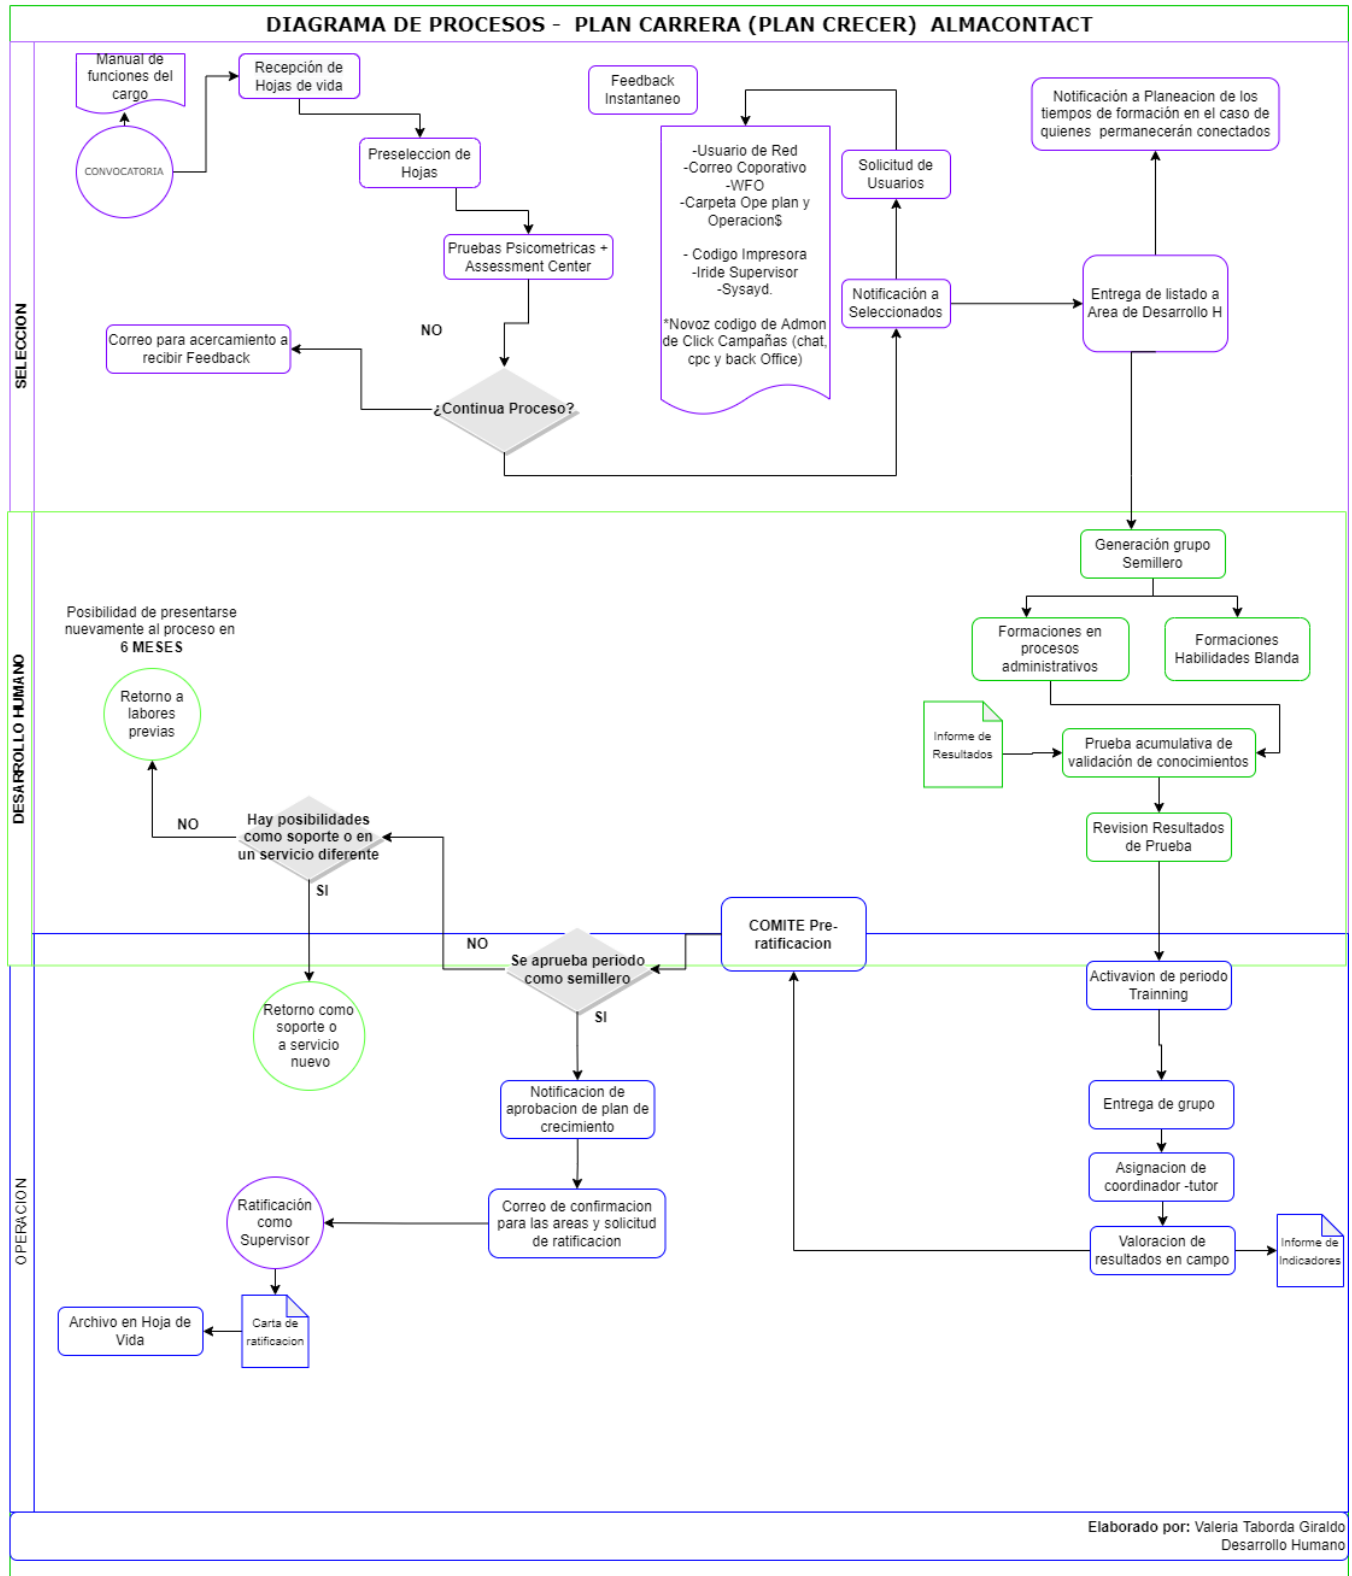 DIAGRAMA DE PROCESOS - PLAN CARRERA (PLAN CRECER) ALMACONTACT
SELECCION
Manual de
funciones del
cargo
CONVOCATORIA
Recepción de
Hojas de vida
Preseleccion de
Hojas
Pruebas Psicometricas +
Assessment Center
NO
Correo para acercamiento a
recibir Feedback
¿Continua Proceso?
Feedback
Instantaneo
-Usuario de Red
-Correo Coporativo
-WFO
-Carpeta Ope plan y
Operacion$
- Codigo Impresora
-Iride Supervisor
-Sysayd.
*Novoz codigo de Admon
de Click Campañas (chat,
cpc y back Office)
Solicitud de
Usuarios
Notificación a
Seleccionados
Notificación a Planeacion de los
tiempos de formación en el caso de
quienes permanecerán conectados
Entrega de listado a
Area de Desarrollo H
DESARROLLO HUMANO
Generación grupo
Semillero
Formaciones en
procesos
administrativos
Formaciones
Habilidades Blanda
Informe de
Resultados
Prueba acumulativa de
validación de conocimientos
Revision Resultados
de Prueba
Posibilidad de presentarse
nuevamente al proceso en
6 MESES
Retorno a
labores
previas
NO
Hay posibilidades
como soporte o en
un servicio diferente
SI
COMITE Pre-
ratificacion
NO
Se aprueba periodo
como semillero
SI
OPERACION
Retorno como
soporte o
a servicio
nuevo
Activavion de periodo
Trainning
Entrega de grupo
Asignacion de
coordinador -tutor
Valoracion de
resultados en campo
Informe de
Indicadores
Notificacion de
aprobacion de plan de
crecimiento
Correo de confirmacion
para las areas y solicitud
de ratificacion
Ratificación
como
Supervisor
Carta de
ratificacion
Archivo en Hoja de
Vida
Elaborado por: Valeria Taborda Giraldo
Desarrollo Humano